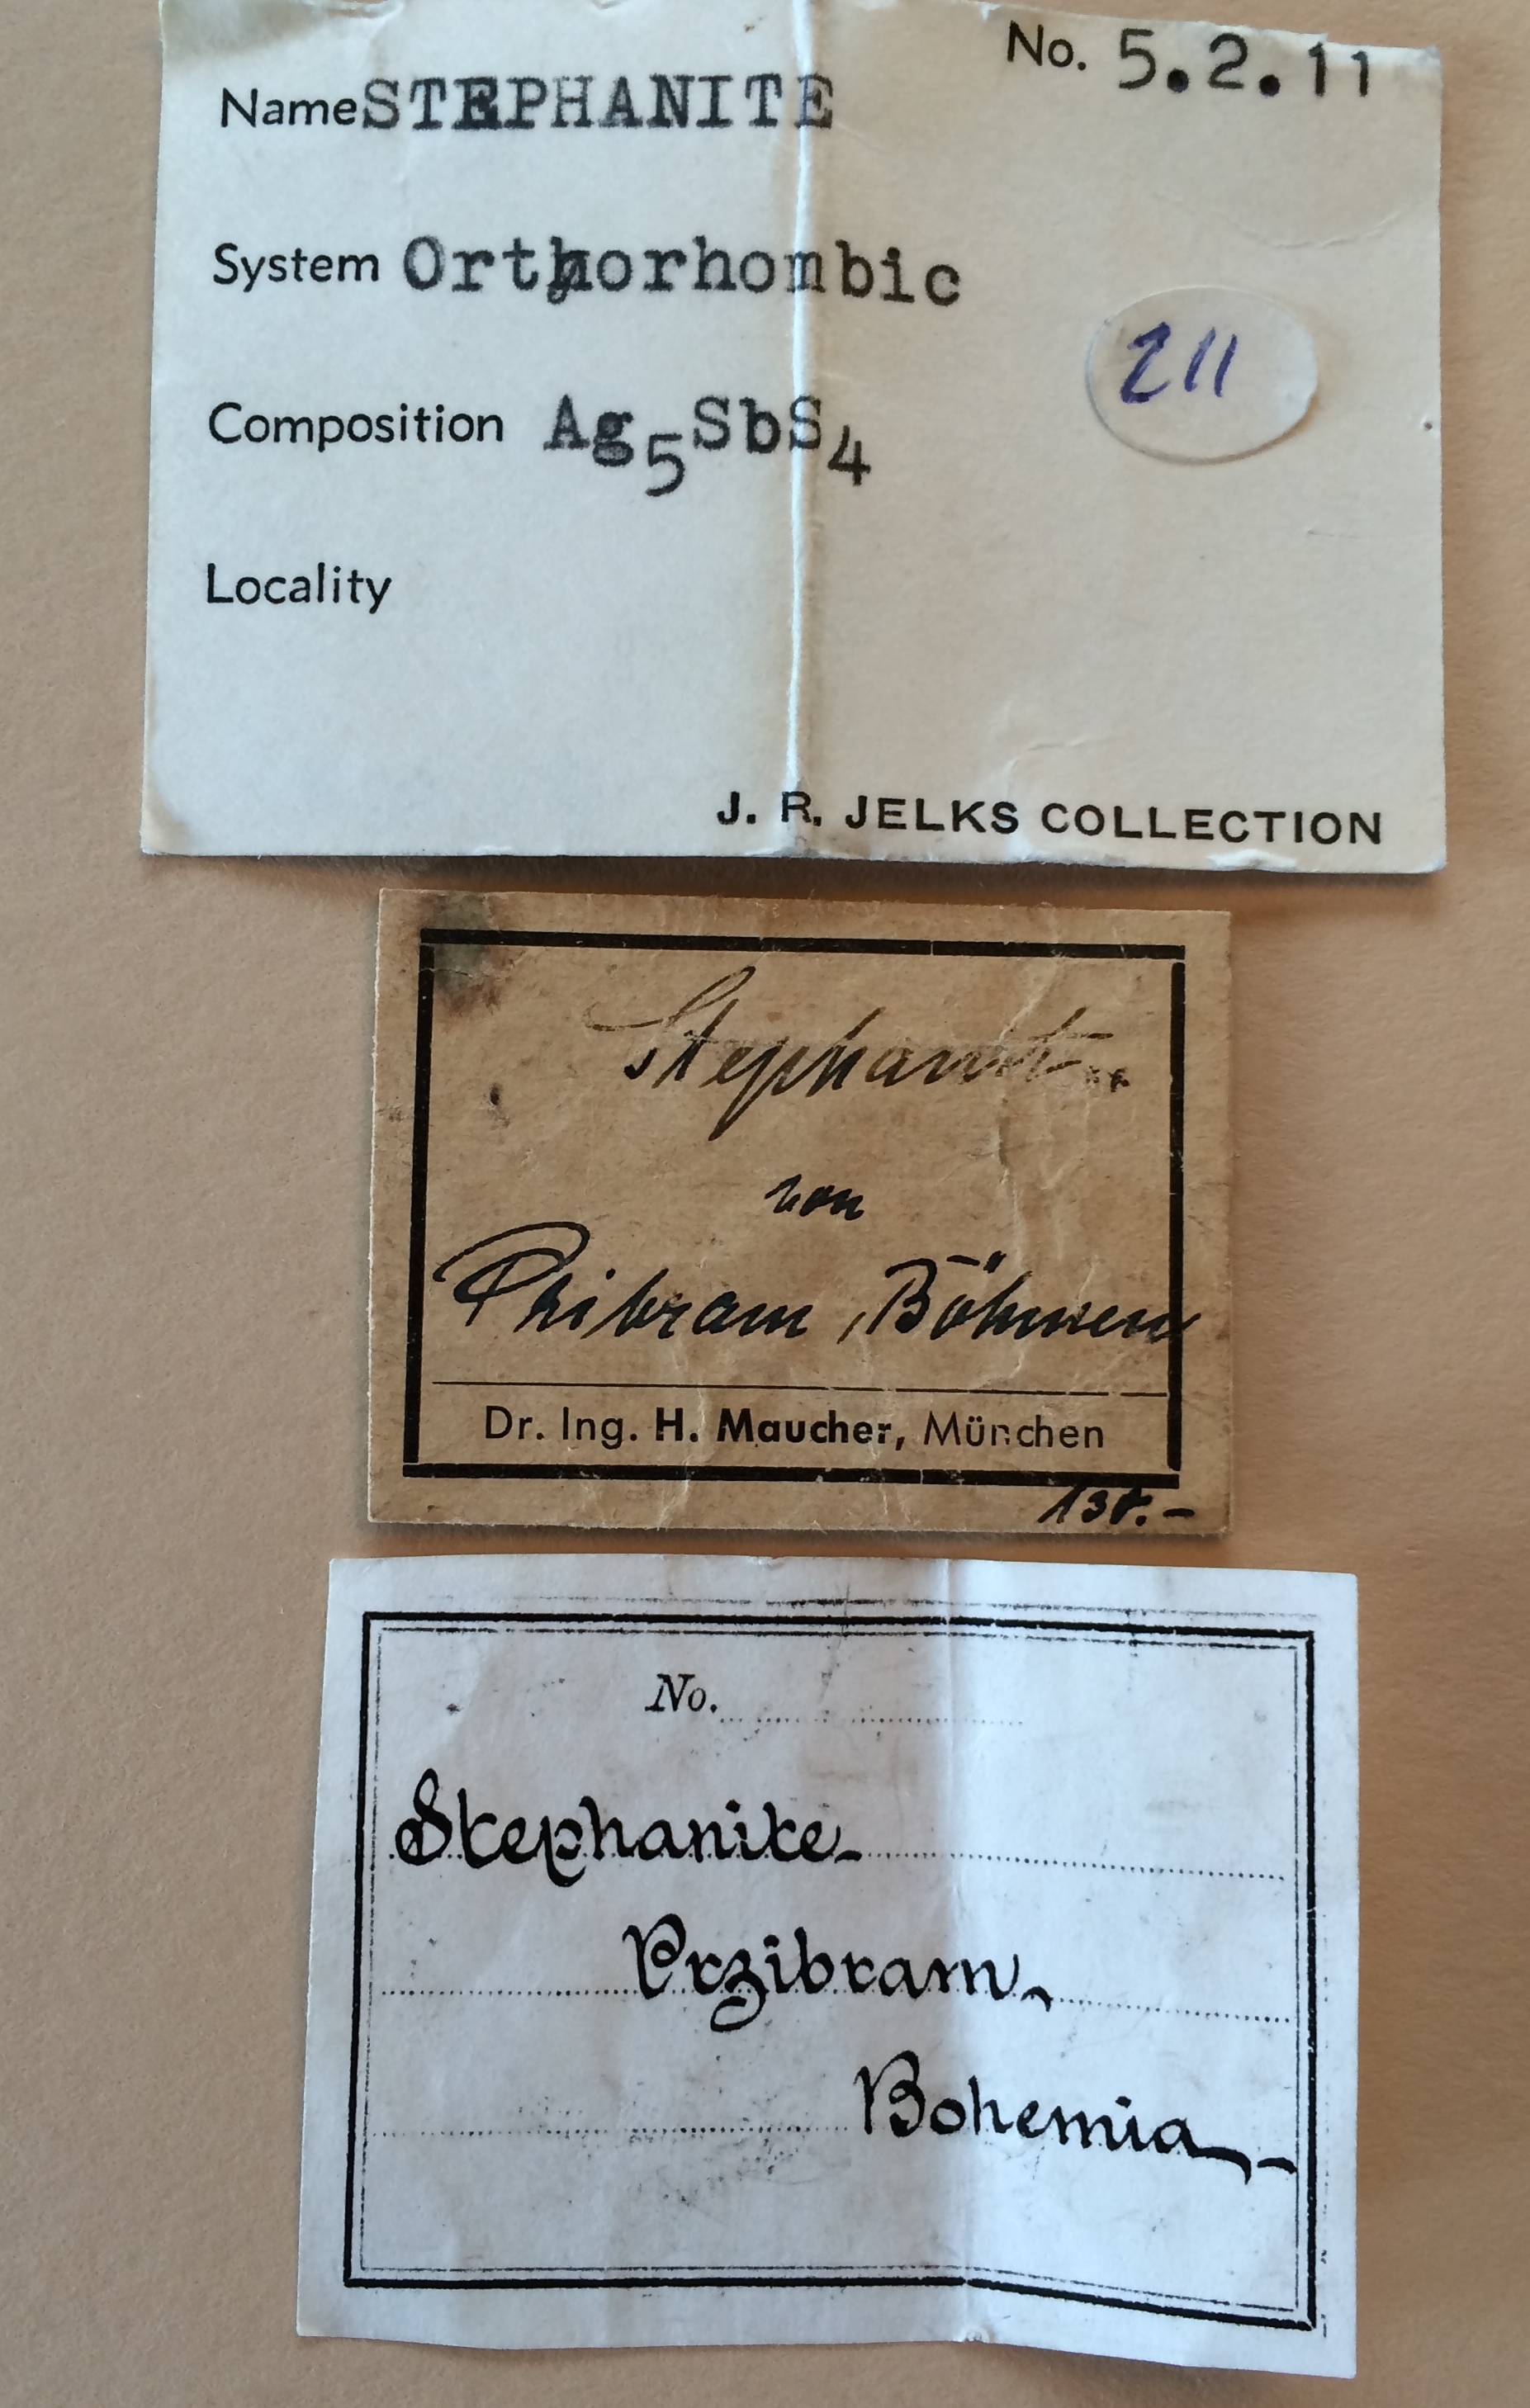 No. 5.2.11
Name STEPHANITE
System Orthorhombic
211
Composition Ag5SbS4
Locality
J. R. JELKS COLLECTION
Stephanit
von
Pribram, Böhmen
Dr. Ing. H. Maucher, München
No.
Stephanite
Przibram
Bohemia